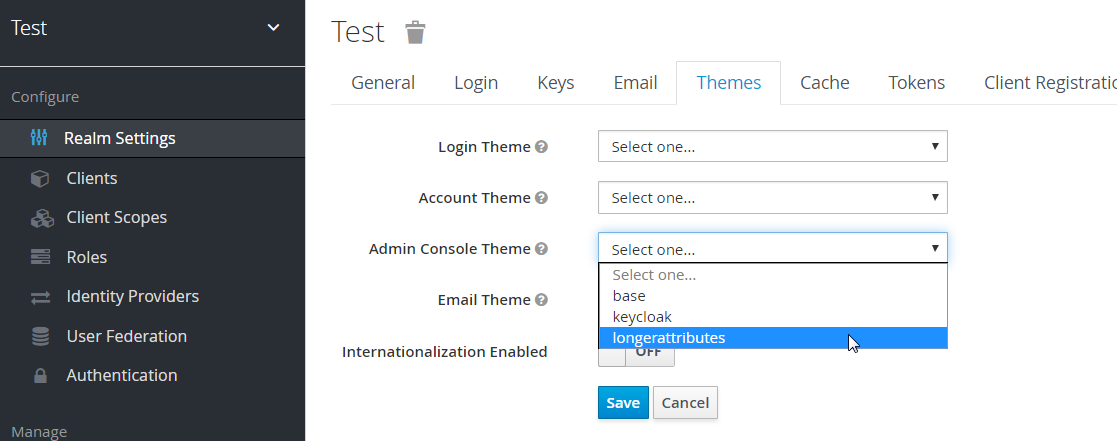 Test
Configure
Realm Settings
Clients
Client Scopes
Roles
Identity Providers
User Federation
Authentication
Manage
Test
General Login Keys Email Themes Cache Tokens Client Registratio
Login Theme ? Select one...
Account Theme ? Select one...
Admin Console Theme ? Select one...
Select one...
base
keycloak
longerattributes
Email Theme ?
Internationalization Enabled OFF
Save Cancel